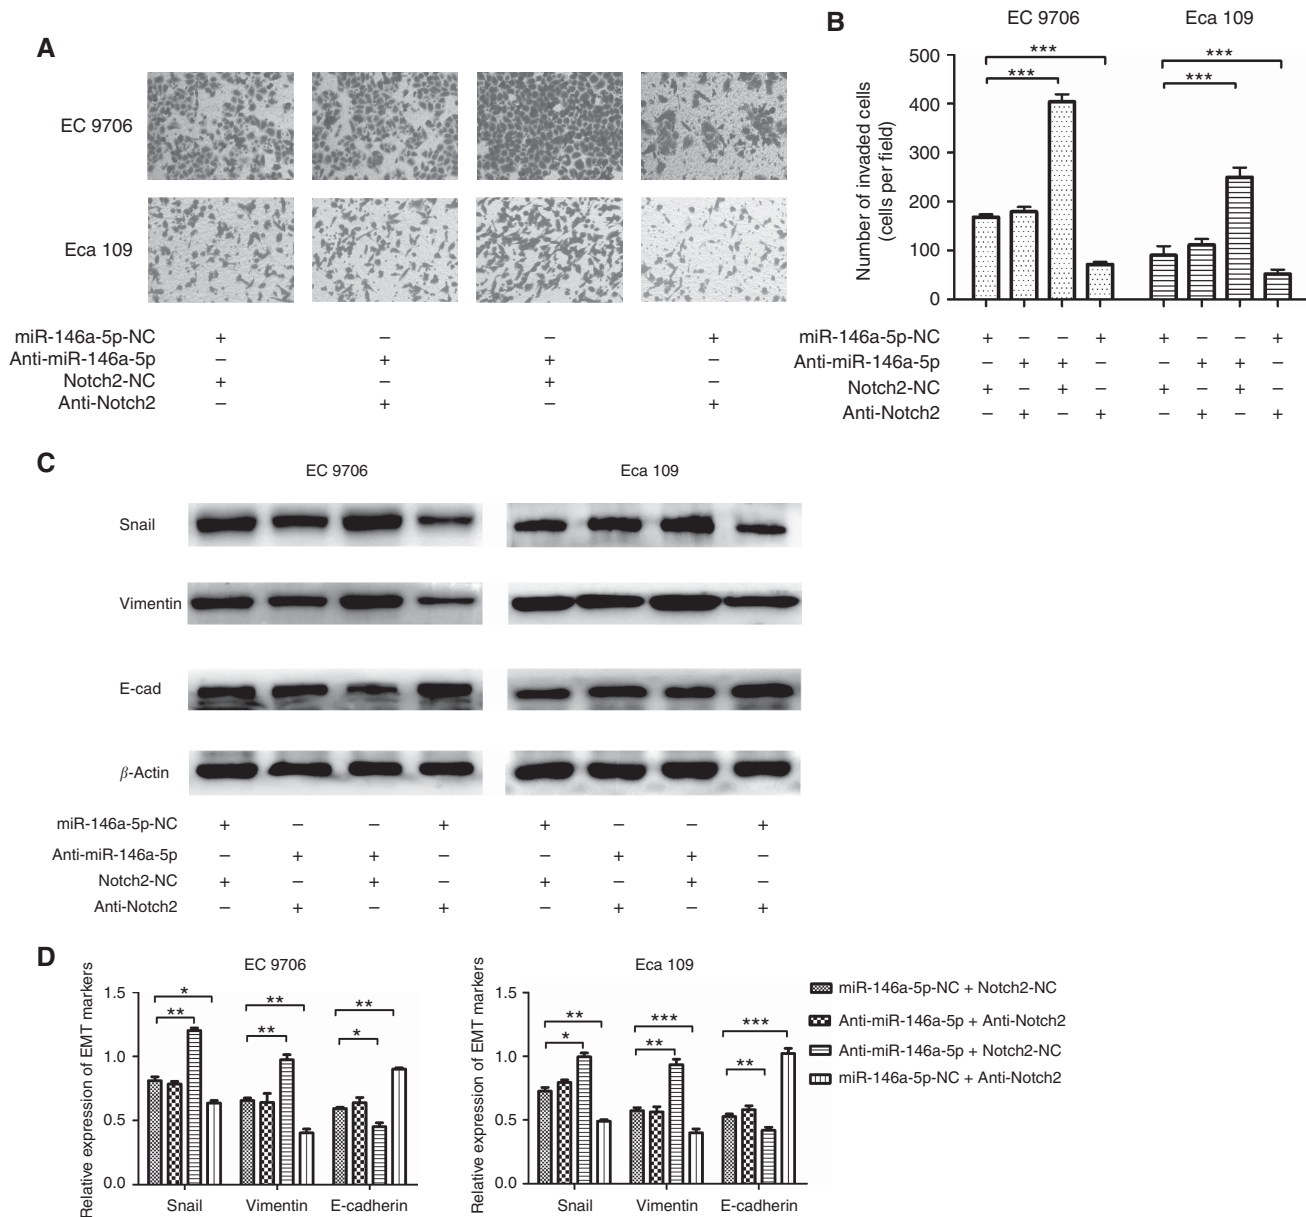 A
EC 9706
Eca 109
miR-146a-5p-NC + – – +
Anti-miR-146a-5p – + + –
Notch2-NC + – + –
Anti-Notch2 – + – +
B
EC 9706 Eca 109
Number of invaded cells
(cells per field)
500
400
300
200
100
0
*** *** *** ***
miR-146a-5p-NC + – – + + – – +
Anti-miR-146a-5p – + + – – + + –
Notch2-NC + – + – + – + –
Anti-Notch2 – + – + – + – +
C
EC 9706 Eca 109
Snail
Vimentin
E-cad
β-Actin
miR-146a-5p-NC + – – + + – – +
Anti-miR-146a-5p – + + – – + + –
Notch2-NC + – + – + – + –
Anti-Notch2 – + – + – + – +
D
EC 9706
Relative expression of EMT markers
1.5
1.0
0.5
0.0
* ** ** ** ** *
Snail Vimentin E-cadherin
Eca 109
Relative expression of EMT markers
1.5
1.0
0.5
0.0
** * *** ** *** **
Snail Vimentin E-cadherin
miR-146a-5p-NC + Notch2-NC
Anti-miR-146a-5p + Anti-Notch2
Anti-miR-146a-5p + Notch2-NC
miR-146a-5p-NC + Anti-Notch2